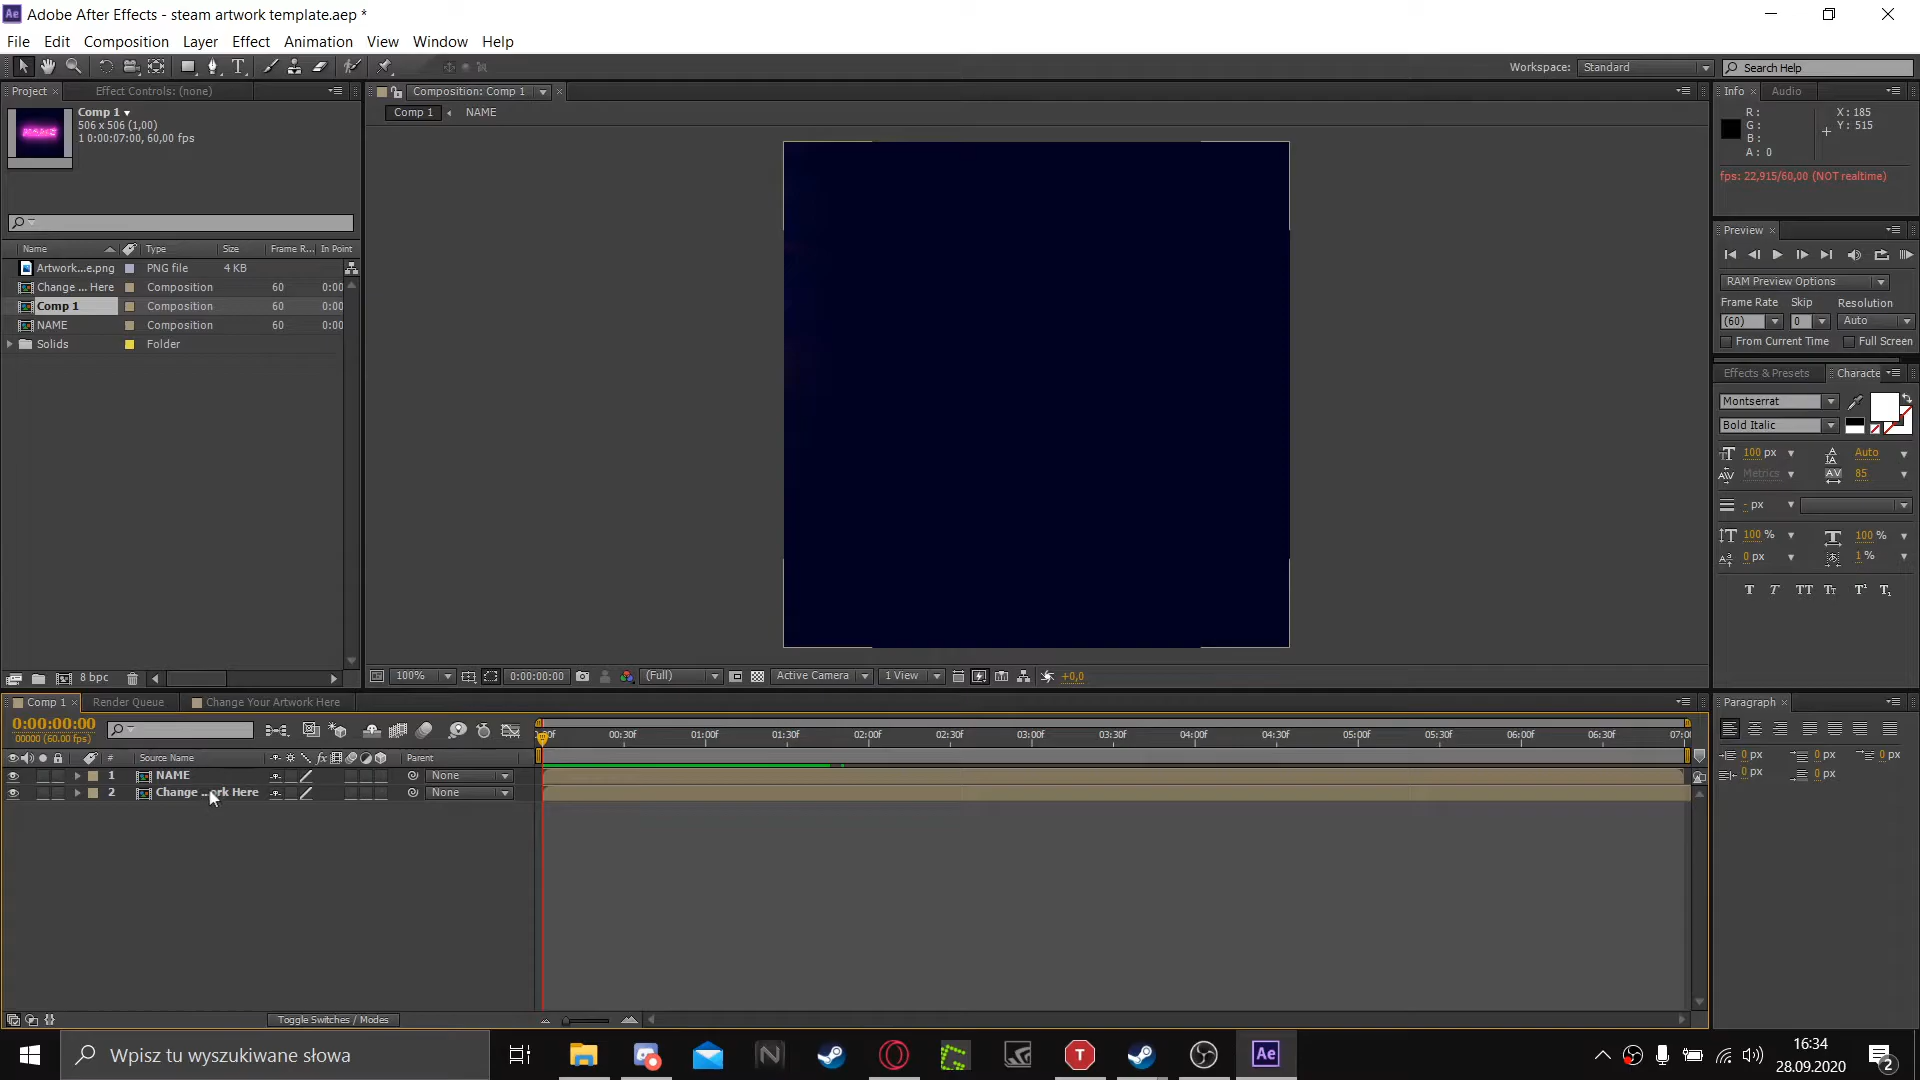 Adobe After Effects - steam artwork template.aep *
File Edit Composition Layer Effect Animation View Window Help
Workspace: Standard Search Help
Project × Effect Controls: (none)
Composition: Comp 1
Info × Audio
Comp 1 ▾
506 x 506 (1,00)
1 0:00:07:00, 60,00 fps
Comp 1 NAME
R: X: 185
G: Y: 515
B:
A: 0
fps: 22,915/60,00 (NOT realtime)
Preview ×
Name Type Size Frame R... In Point
Artwork...e.png PNG file 4 KB
Change ... Here Composition 60 0:00
Comp 1 Composition 60 0:00
NAME Composition 60 0:00
Solids Folder
RAM Preview Options
Frame Rate Skip Resolution
(60) 0 Auto
From Current Time Full Screen
Effects & Presets Characte
Montserrat
Bold Italic
100 px Auto
Metrics 85
- px
100 % 100 %
0 px 1 %
T T TT Tt T¹ T₁
8 bpc
100% 0:00:00:00 (Full) Active Camera 1 View +0,0
Comp 1 × Render Queue Change Your Artwork Here
Paragraph ×
0:00:00:00
00000 (60.00 fps)
00:30f 01:00f 01:30f 02:00f 02:30f 03:00f 03:30f 04:00f 04:30f 05:00f 05:30f 06:00f 06:30f
# Source Name fx Parent
0 px 0 px 0 px
0 px 0 px
1 NAME None
2 Change ...ork Here None
Toggle Switches / Modes
Wpisz tu wyszukiwane słowa
Ae
16:34
28.09.2020
2